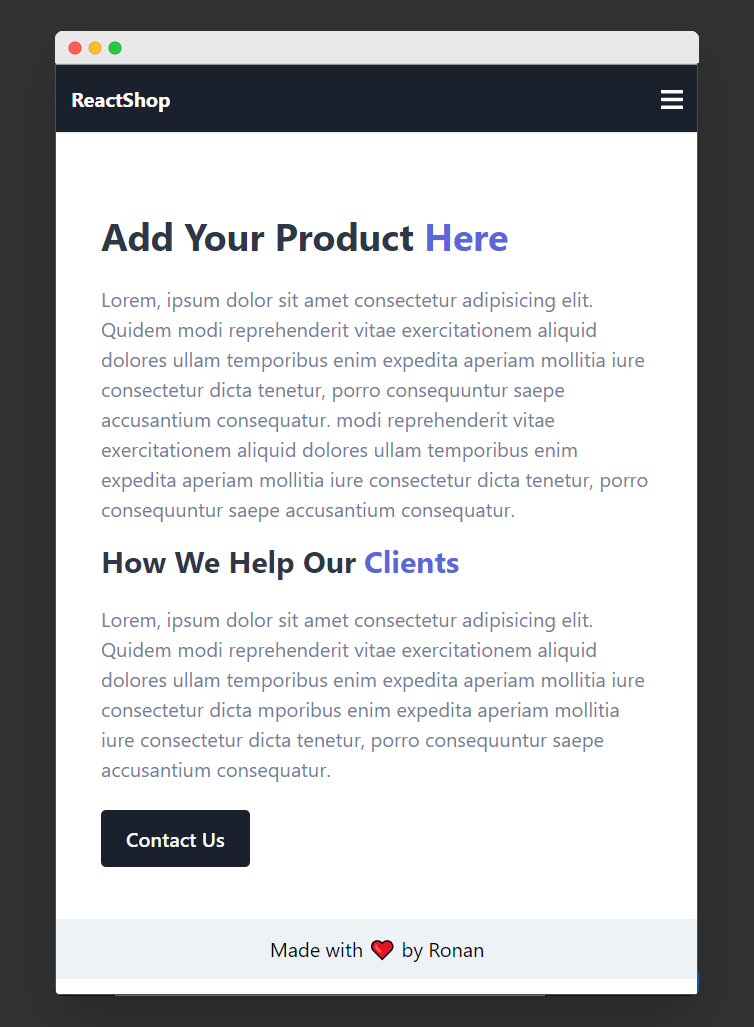 ReactShop
Add Your Product Here
Lorem, ipsum dolor sit amet consectetur adipisicing elit.
Quidem modi reprehenderit vitae exercitationem aliquid
dolores ullam temporibus enim expedita aperiam mollitia iure
consectetur dicta tenetur, porro consequuntur saepe
accusantium consequatur. modi reprehenderit vitae
exercitationem aliquid dolores ullam temporibus enim
expedita aperiam mollitia iure consectetur dicta tenetur, porro
consequuntur saepe accusantium consequatur.
How We Help Our Clients
Lorem, ipsum dolor sit amet consectetur adipisicing elit.
Quidem modi reprehenderit vitae exercitationem aliquid
dolores ullam temporibus enim expedita aperiam mollitia iure
consectetur dicta mporibus enim expedita aperiam mollitia
iure consectetur dicta tenetur, porro consequuntur saepe
accusantium consequatur.
Contact Us
Made with ❤️ by Ronan